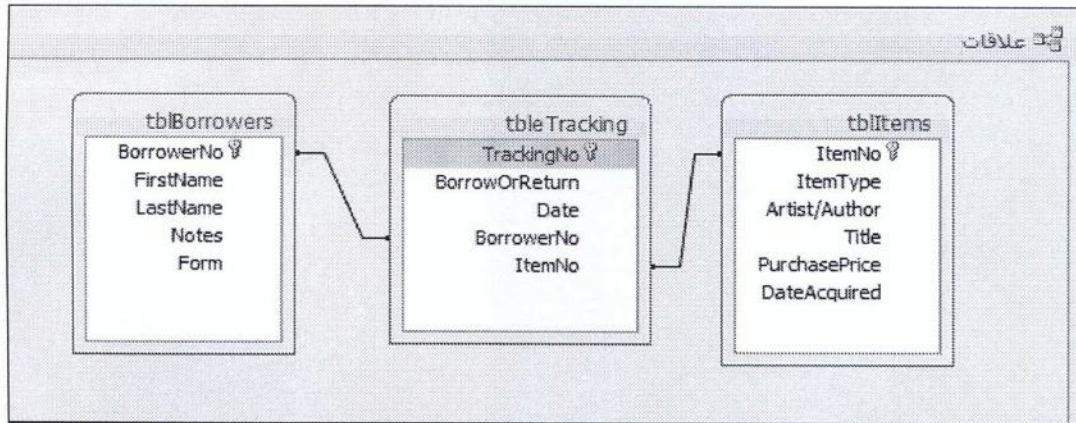 علاقات
tblBorrowers
BorrowerNo
FirstName
LastName
Notes
Form
tbleTracking
TrackingNo
BorrowOrReturn
Date
BorrowerNo
ItemNo
tblItems
ItemNo
ItemType
Artist/Author
Title
PurchasePrice
DateAcquired